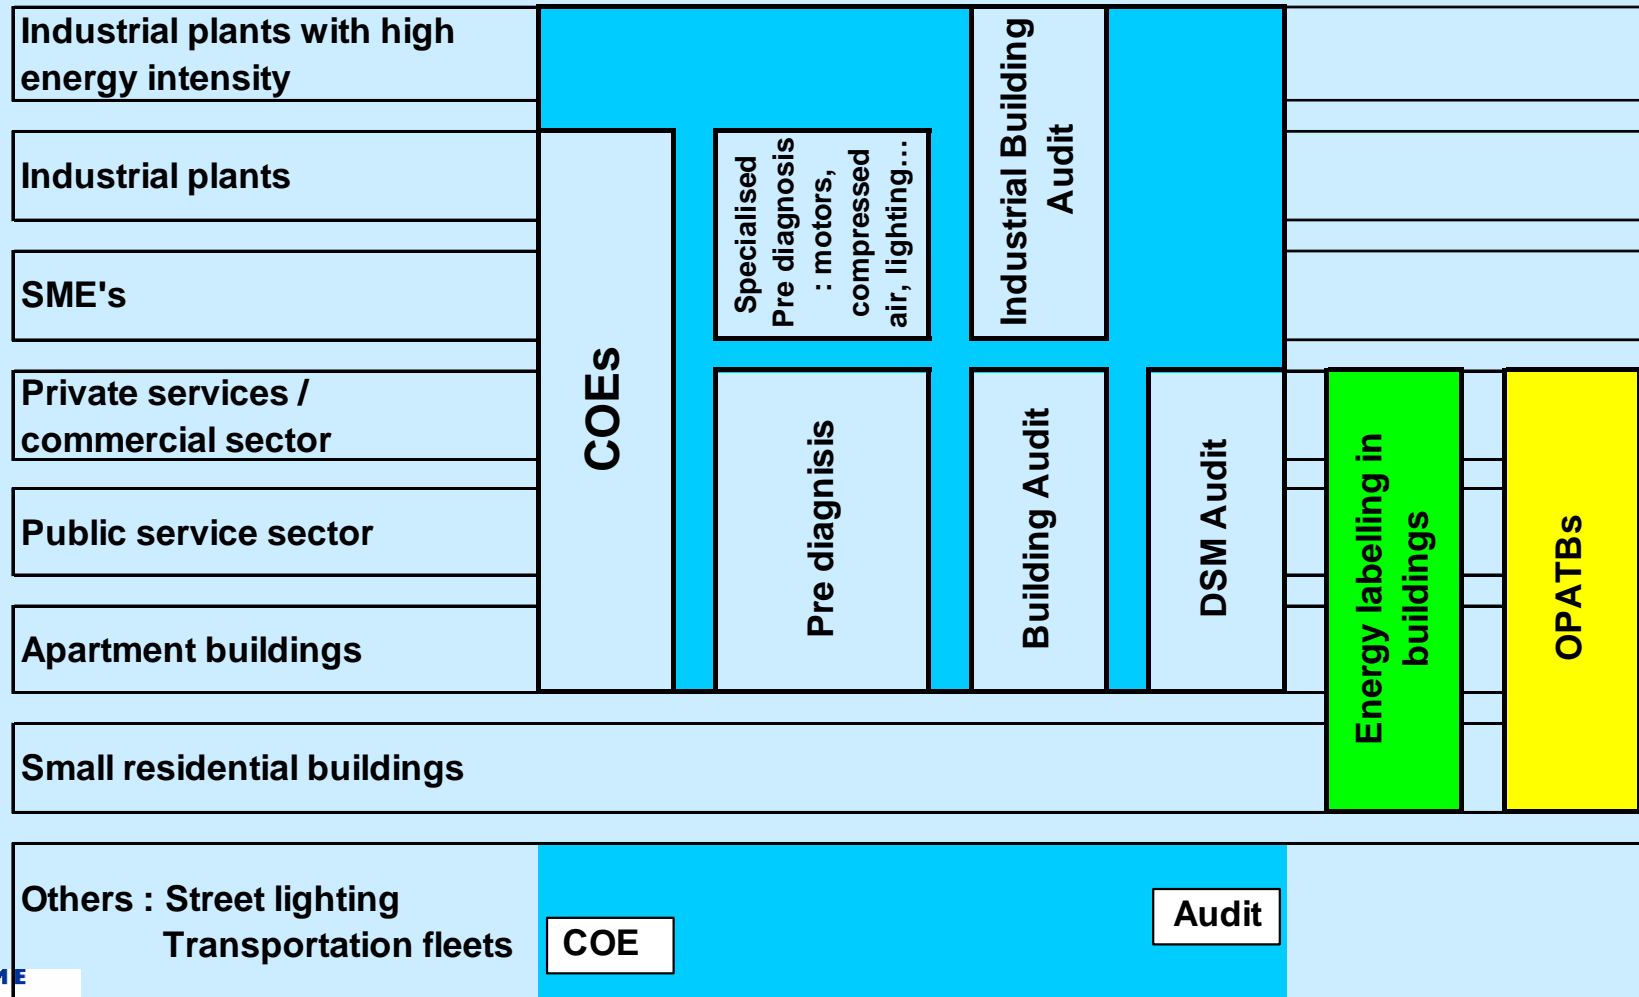 Industrial plants with high
energy intensity
Industrial plants
SME's
Private services /
commercial sector
Public service sector
Apartment buildings
Small residential buildings
Others : Street lighting
Transportation fleets
COEs
Specialised
Pre diagnosis
: motors,
compressed
air, lighting...
Industrial Building
Audit
Pre diagnisis
Building Audit
DSM Audit
Energy labelling in
buildings
OPATBs
COE
Audit